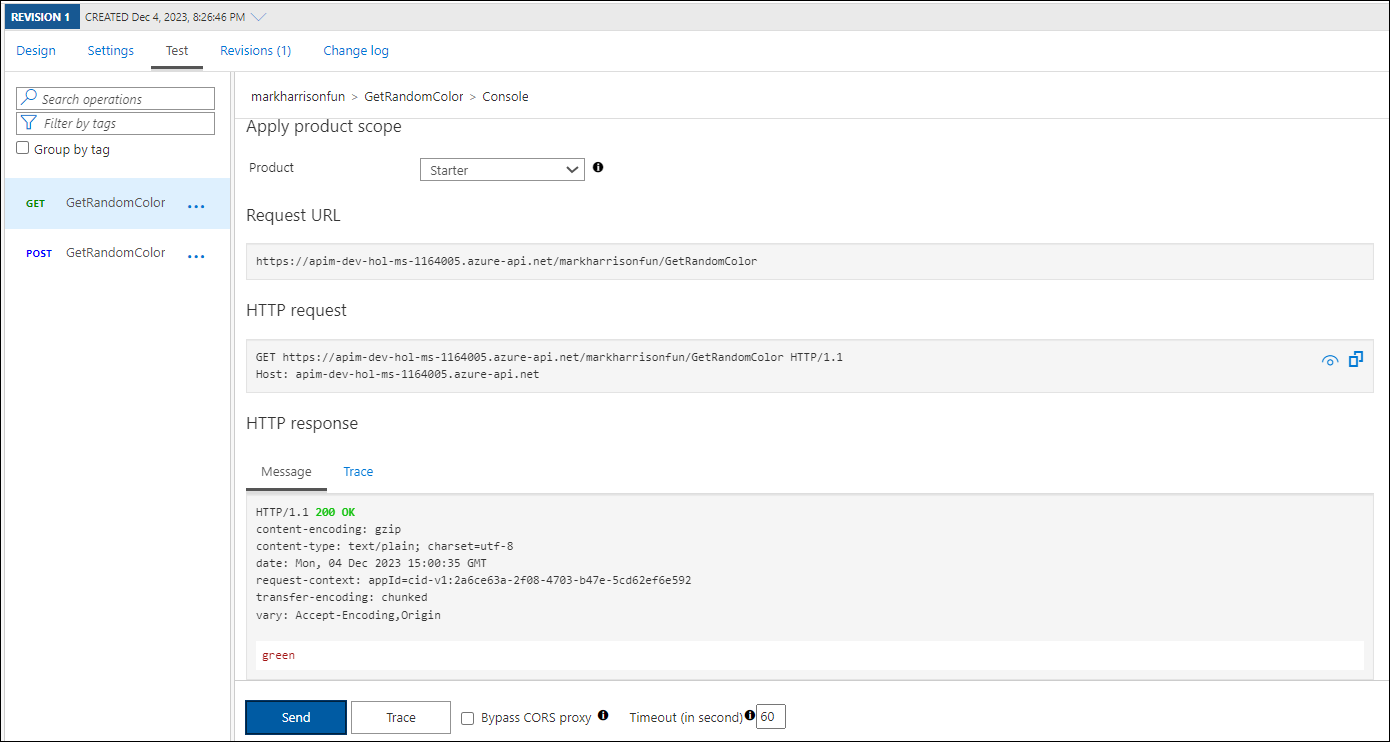 REVISION 1 CREATED Dec 4, 2023, 8:26:46 PM
Design Settings Test Revisions (1) Change log
Search operations
Filter by tags
Group by tag
GET GetRandomColor ...
POST GetRandomColor ...
markharrisonfun > GetRandomColor > Console
Apply product scope
Product Starter
Request URL
https://apim-dev-hol-ms-1164005.azure-api.net/markharrisonfun/GetRandomColor
HTTP request
GET https://apim-dev-hol-ms-1164005.azure-api.net/markharrisonfun/GetRandomColor HTTP/1.1
Host: apim-dev-hol-ms-1164005.azure-api.net
HTTP response
Message Trace
HTTP/1.1 200 OK
content-encoding: gzip
content-type: text/plain; charset=utf-8
date: Mon, 04 Dec 2023 15:00:35 GMT
request-context: appId=cid-v1:2a6ce63a-2f08-4703-b47e-5cd62ef6e592
transfer-encoding: chunked
vary: Accept-Encoding,Origin
green
Send Trace Bypass CORS proxy Timeout (in second) 60